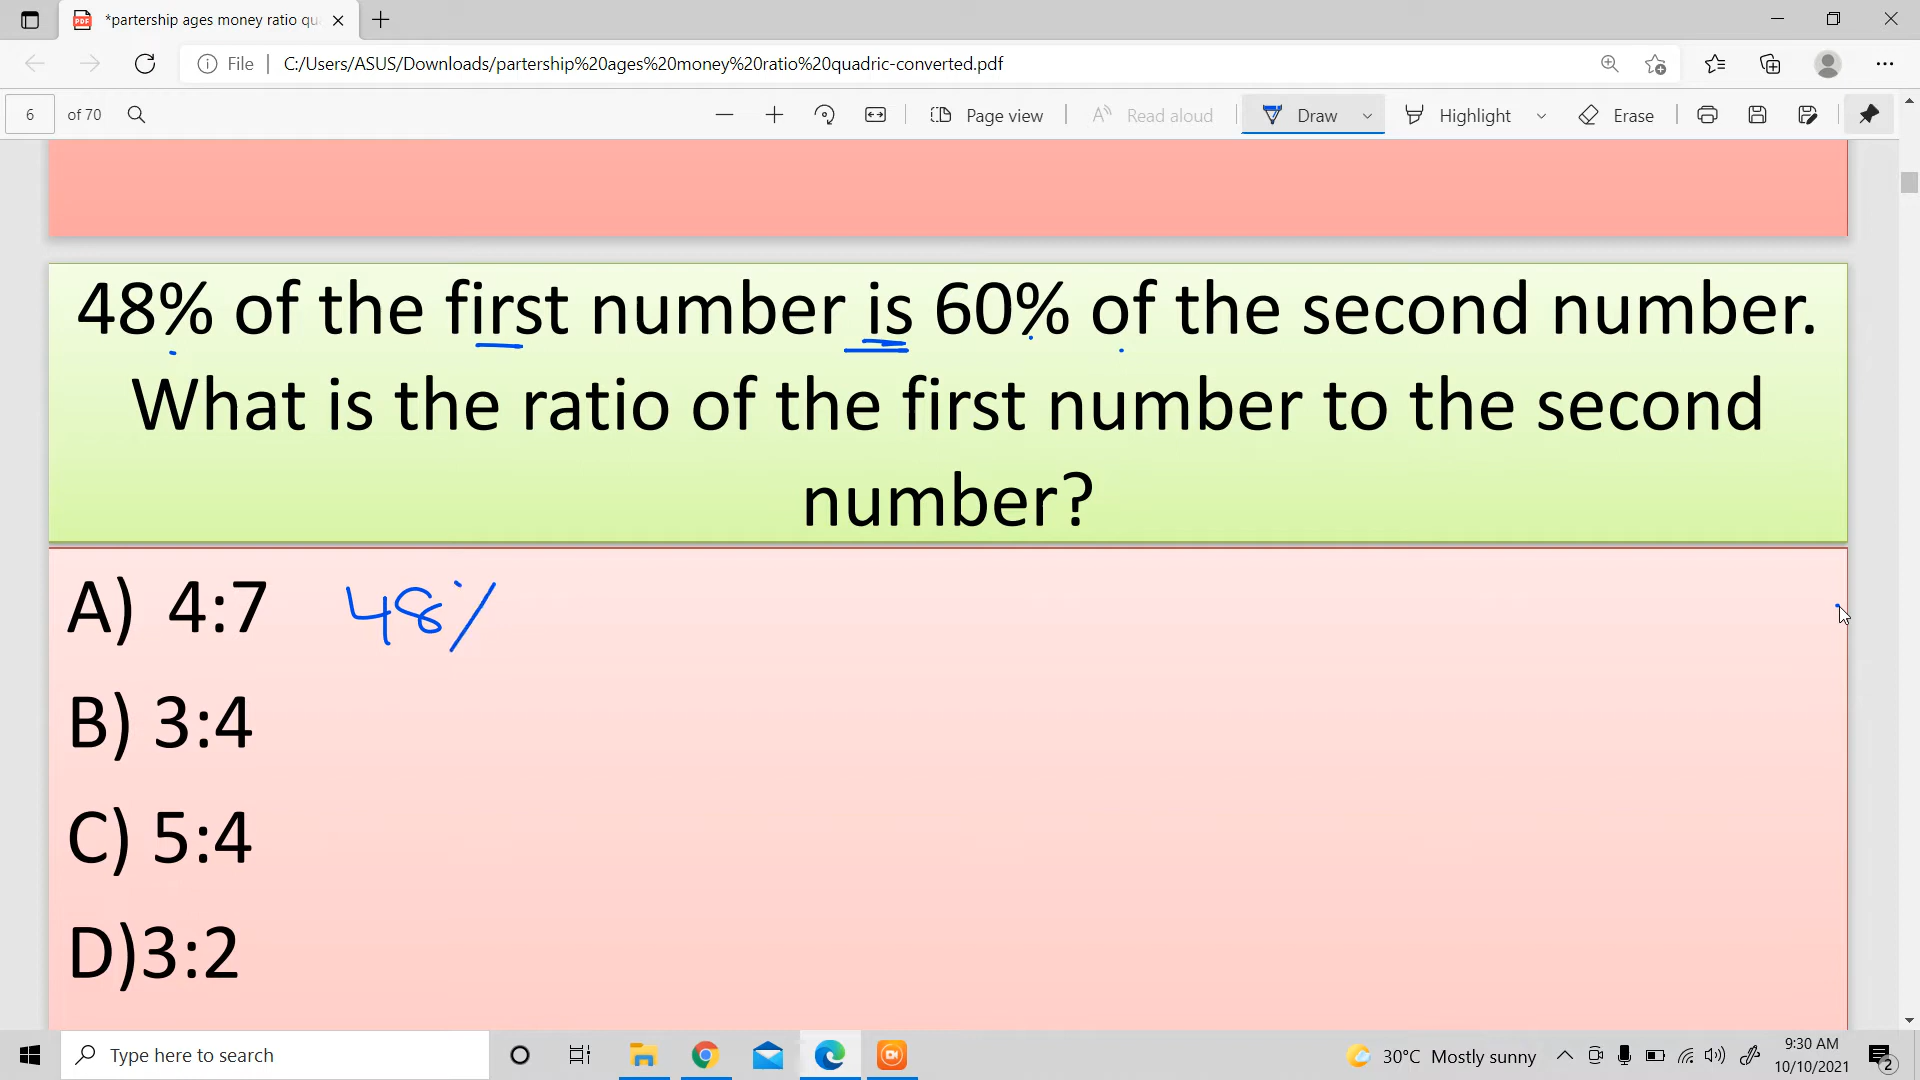 *partership ages money ratio qu
File
C:/Users/ASUS/Downloads/partership%20ages%20money%20ratio%20quadric-converted.pdf
6 of 70
Page view
Read aloud
Draw
Highlight
Erase
48% of the first number is 60% of the second number.
What is the ratio of the first number to the second
number?
A) 4:7
48%
B) 3:4
C) 5:4
D)3:2
Type here to search
30°C Mostly sunny
9:30 AM
10/10/2021
2